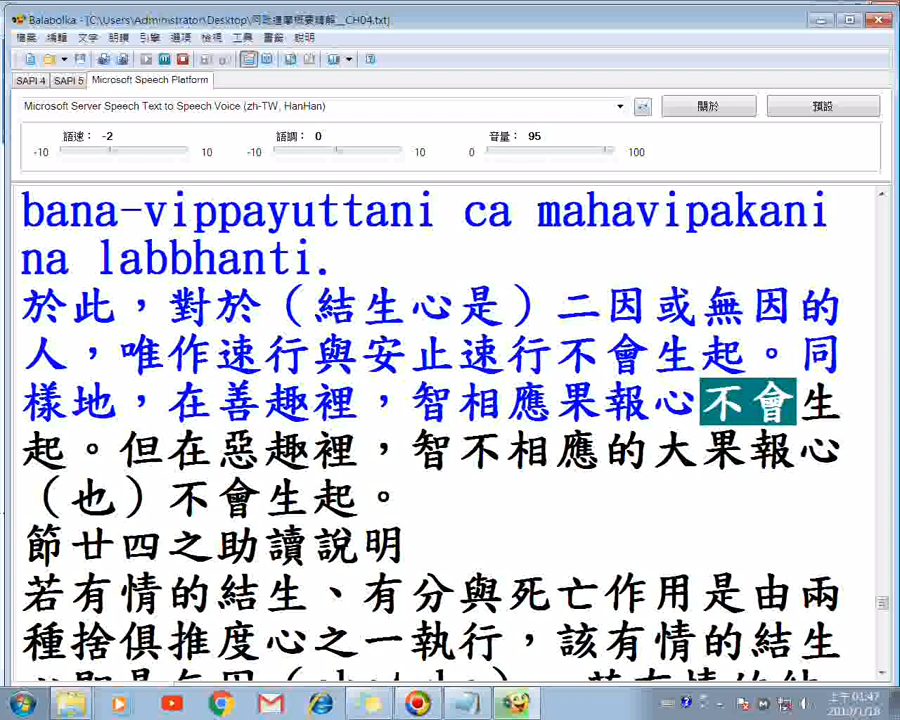 Balabolka - [C:\Users\Administrator\Desktop\阿毗達摩概要精解__CH04.txt]
檔案 編輯 文字 朗讀 引擎 選項 檢視 工具 書籤 說明
SAPI 4 SAPI 5 Microsoft Speech Platform
Microsoft Server Speech Text to Speech Voice (zh-TW, HanHan) 關於 預設
語速： -2 語調： 0 音量： 95
-10 10 -10 10 0 100
bana-vippayuttani ca mahavipakani
na labbhanti.
於此，對於（結生心是）二因或無因的
人，唯作速行與安止速行不會生起。同
樣地，在善趣裡，智相應果報心不會生
起。但在惡趣裡，智不相應的大果報心
（也）不會生起。
節廿四之助讀說明
若有情的結生、有分與死亡作用是由兩
種捨俱推度心之一執行，該有情的結生
上午 01:47
2019/1/18